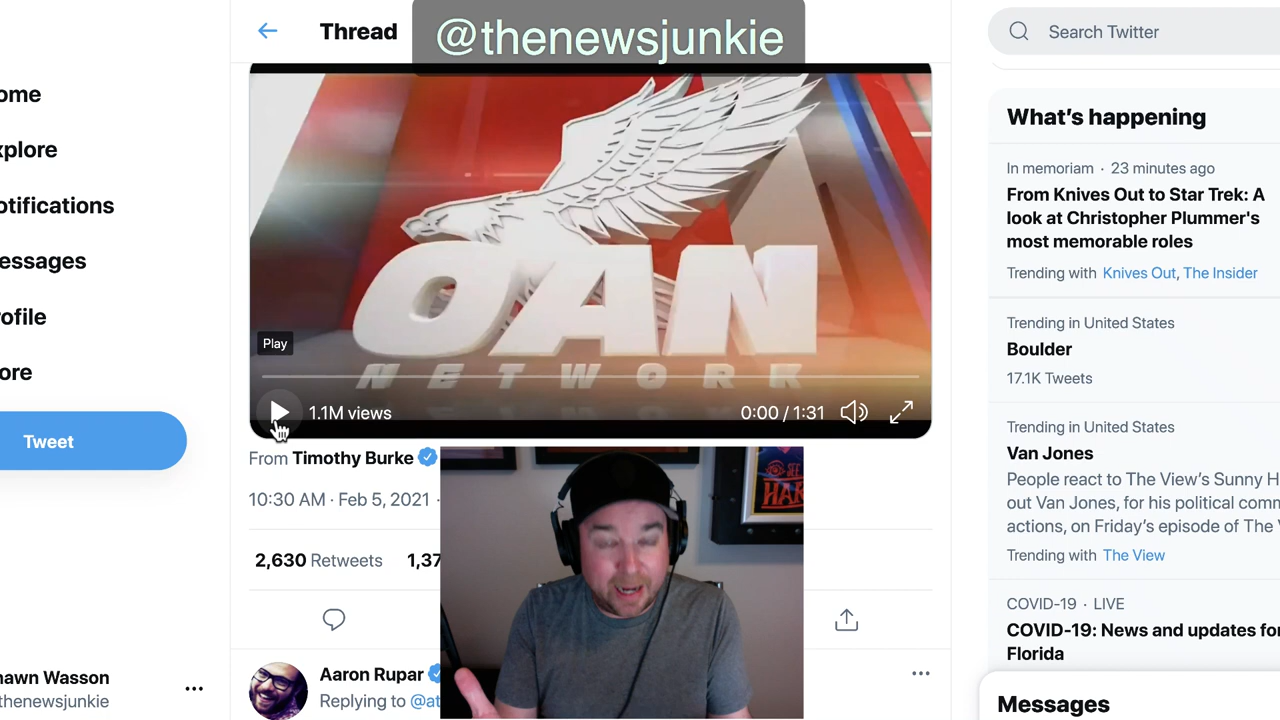 @thenewsjunkie
Thread
Search Twitter
ome
xplore
otifications
essages
rofile
ore
Tweet
OAN
NETWORK
Play
1.1M views
0:00 / 1:31
From Timothy Burke
10:30 AM · Feb 5, 2021 ·
2,630 Retweets 1,37
Aaron Rupar
Replying to @at
hawn Wasson
thenewsjunkie
What's happening
In memoriam · 23 minutes ago
From Knives Out to Star Trek: A
look at Christopher Plummer's
most memorable roles
Trending with Knives Out, The Insider
Trending in United States
Boulder
17.1K Tweets
Trending in United States
Van Jones
People react to The View's Sunny H
out Van Jones, for his political comm
actions, on Friday's episode of The V
Trending with The View
COVID-19 · LIVE
COVID-19: News and updates for
Florida
Messages
SEE
HAR